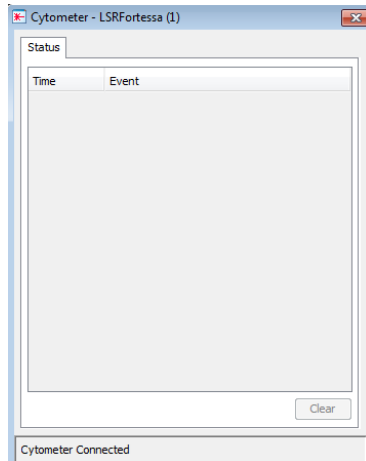 Cytometer - LSRFortessa (1)
Status
Time Event
Clear
Cytometer Connected